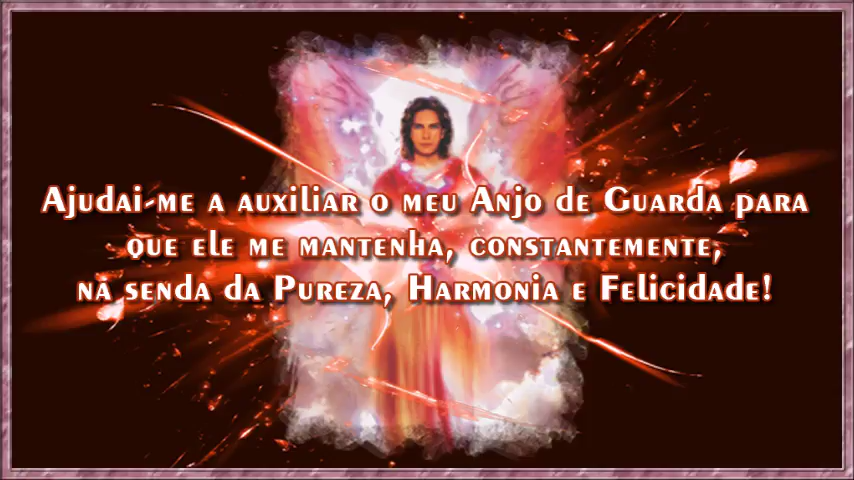 Ajudai-me a auxiliar o meu Anjo de Guarda para
que ele me mantenha, constantemente,
na senda da Pureza, Harmonia e Felicidade!